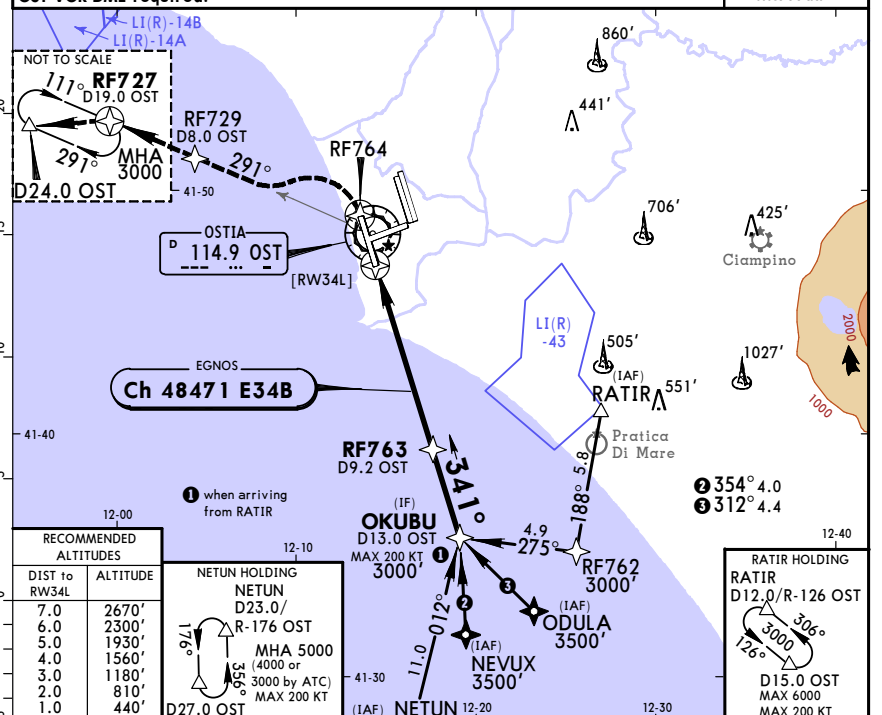 LI(R)-14B
LI(R)-14A
NOT TO SCALE
RF727
D19.0 OST
111°
291°
MHA
3000
D24.0 OST
RF729
D8.0 OST
291°
41-50
RF764
OSTIA
D 114.9 OST
[RW34L]
860'
441'
706'
425'
Ciampino
LI(R)
-43
505'
1027'
2000
1000
(IAF)
RATIR
551'
Pratica
Di Mare
EGNOS
Ch 48471 E34B
41-40
RF763
D9.2 OST
341°
5.8
188°
❶ when arriving
from RATIR
❷ 354° 4.0
❸ 312° 4.4
12-00
12-10
12-40
(IF)
OKUBU
D13.0 OST
MAX 200 KT ❶
3000'
4.9
275°
RF762
3000'
❸
❷
(IAF)
ODULA
3500'
(IAF)
NEVUX
3500'
012°
11.0
(IAF) NETUN
41-30
12-20
12-30
RECOMMENDED
ALTITUDES
DIST to RW34L ALTITUDE
7.0 2670'
6.0 2300'
5.0 1930'
4.0 1560'
3.0 1180'
2.0 810'
1.0 440'
NETUN HOLDING
NETUN
D23.0/
R-176 OST
176°
356°
MHA 5000
(4000 or
3000 by ATC)
MAX 200 KT
D27.0 OST
RATIR HOLDING
RATIR
D12.0/R-126 OST
306°
3000
126°
D15.0 OST
MAX 6000
MAX 200 KT